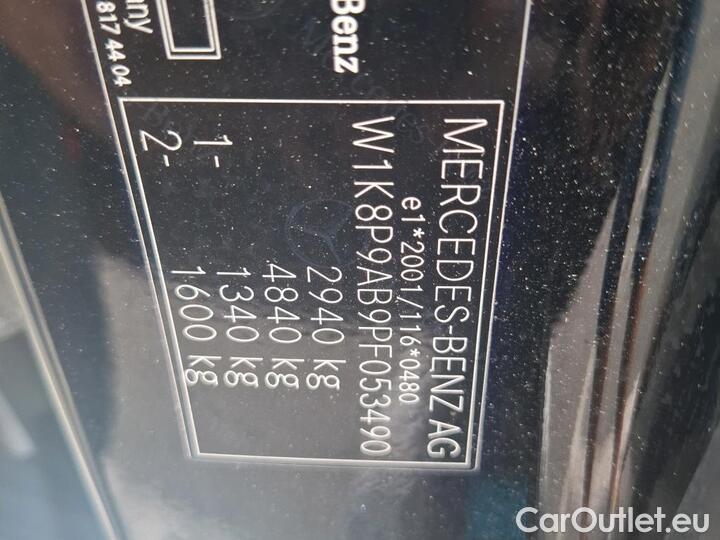 Benz
any
817 44 04
MERCEDES-BENZ AG
e1*2001/116*0480
W1K8P9AB9PF053490
2940 kg
4840 kg
1- 1340 kg
2- 1600 kg
CarOutlet.eu